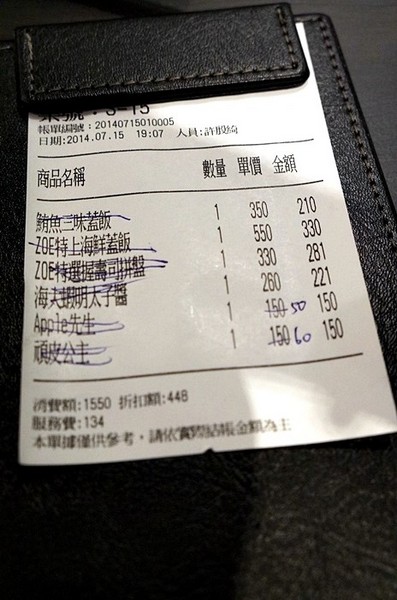 桌號：3-15
帳單編號：20140715010005
日期:2014.07.15 19:07 人員:許股綺
商品名稱 數量 單價 金額
鮪魚三味蓋飯 1 350 210
ZOE特上海鮮蓋飯 1 550 330
ZOE特選握壽司拼盤 1 330 281
海天蝦明太子醬 1 260 221
Apple先生 1 150 50 150
頑皮公主 1 150 60 150
消費額:1550 折扣額:448
服務費:134
本單據僅供參考，請依實際結帳金額為主